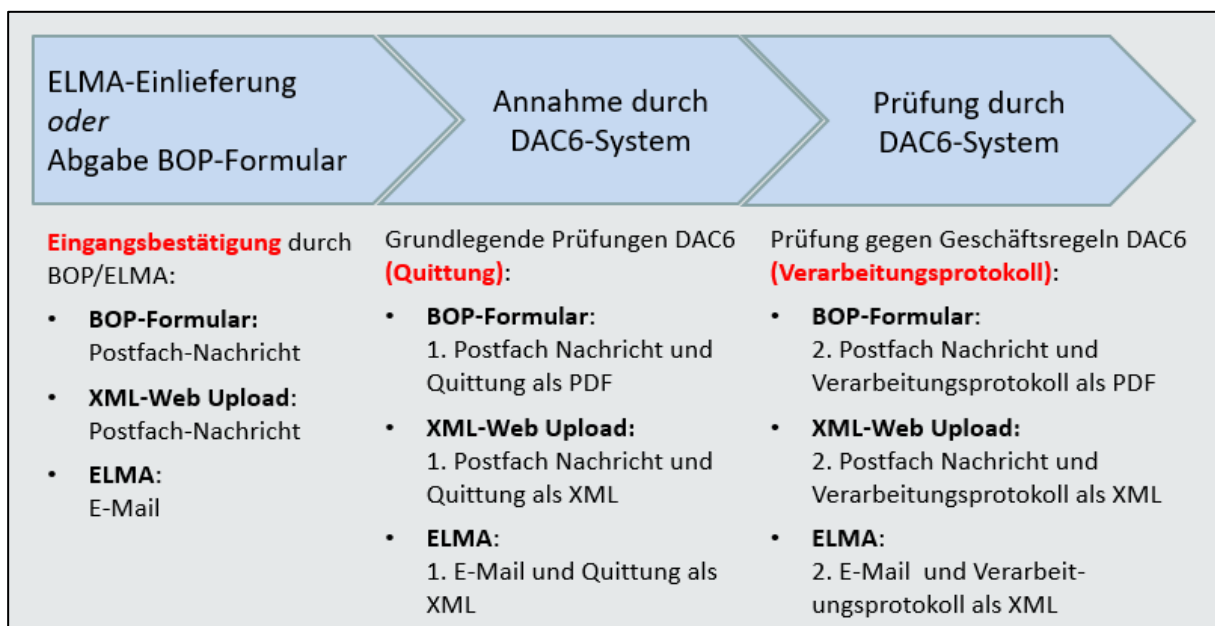 ELMA-Einlieferung
oder
Abgabe BOP-Formular
Annahme durch
DAC6-System
Prüfung durch
DAC6-System
Eingangsbestätigung durch
BOP/ELMA:
• BOP-Formular:
Postfach-Nachricht
• XML-Web Upload:
Postfach-Nachricht
• ELMA:
E-Mail
Grundlegende Prüfungen DAC6
(Quittung):
• BOP-Formular:
1. Postfach Nachricht und
Quittung als PDF
• XML-Web Upload:
1. Postfach Nachricht und
Quittung als XML
• ELMA:
1. E-Mail und Quittung als
XML
Prüfung gegen Geschäftsregeln DAC6
(Verarbeitungsprotokoll):
• BOP-Formular:
2. Postfach Nachricht und
Verarbeitungsprotokoll als PDF
• XML-Web Upload:
2. Postfach Nachricht und
Verarbeitungsprotokoll als XML
• ELMA:
2. E-Mail und Verarbeit-
ungsprotokoll als XML